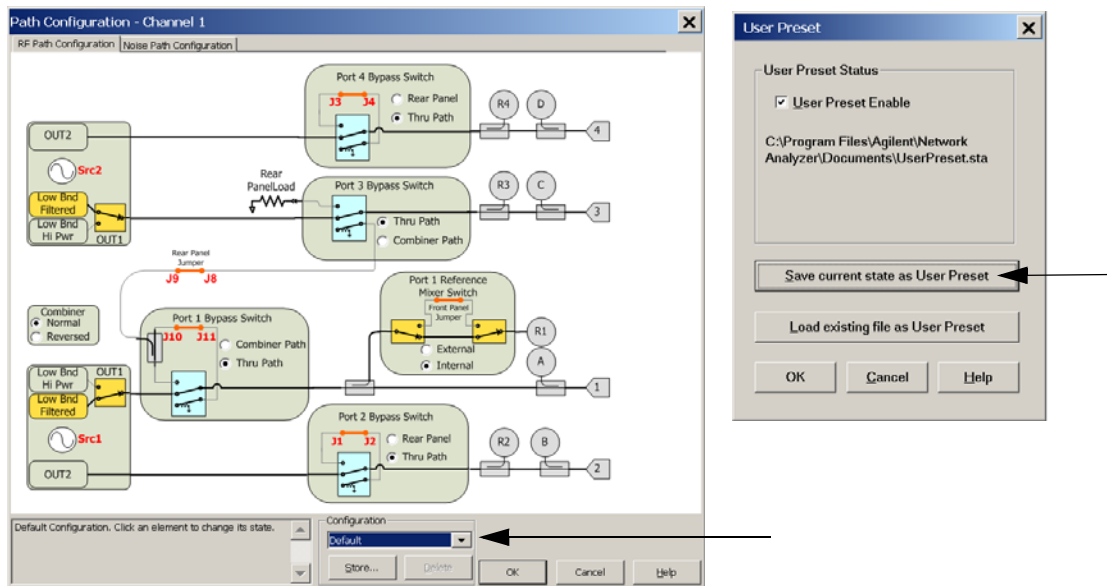 Path Configuration - Channel 1
RF Path Configuration
Noise Path Configuration
Port 4 Bypass Switch
J3 J4
Rear Panel
Thru Path
R4
D
4
OUT2
Src2
Low Bnd
Filtered
Low Bnd
Hi Pwr
OUT1
Rear
PanelLoad
Port 3 Bypass Switch
Thru Path
Combiner Path
R3
C
3
Rear Panel
Jumper
J9 J8
Port 1 Reference
Mixer Switch
Front Panel
Jumper
External
Internal
R1
A
1
Combiner
Normal
Reversed
Port 1 Bypass Switch
J10 J11
Combiner Path
Thru Path
Low Bnd
Hi Pwr
OUT1
Low Bnd
Filtered
Src1
OUT2
Port 2 Bypass Switch
J1 J2
Rear Panel
Thru Path
R2
B
2
Default Configuration. Click an element to change its state.
Configuration
Default
Store...
Delete
OK
Cancel
Help
User Preset
User Preset Status
User Preset Enable
C:\Program Files\Agilent\Network
Analyzer\Documents\UserPreset.sta
Save current state as User Preset
Load existing file as User Preset
OK
Cancel
Help